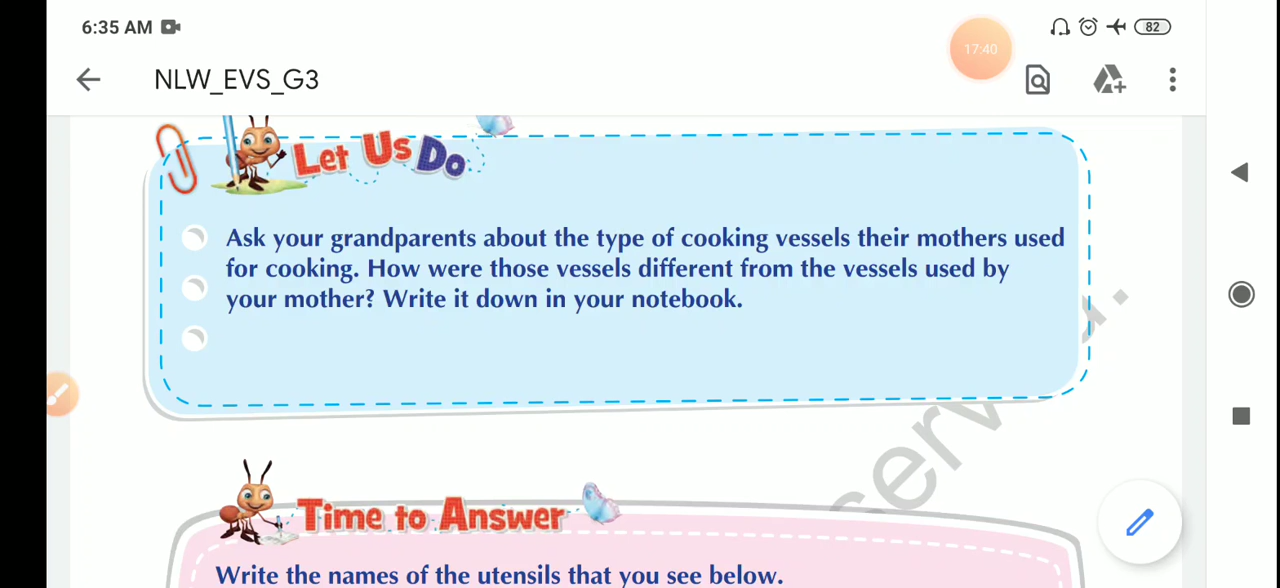 6:35 AM
82
17:40
NLW_EVS_G3
Let Us Do
Ask your grandparents about the type of cooking vessels their mothers used
for cooking. How were those vessels different from the vessels used by
your mother? Write it down in your notebook.
Time to Answer
Write the names of the utensils that you see below.